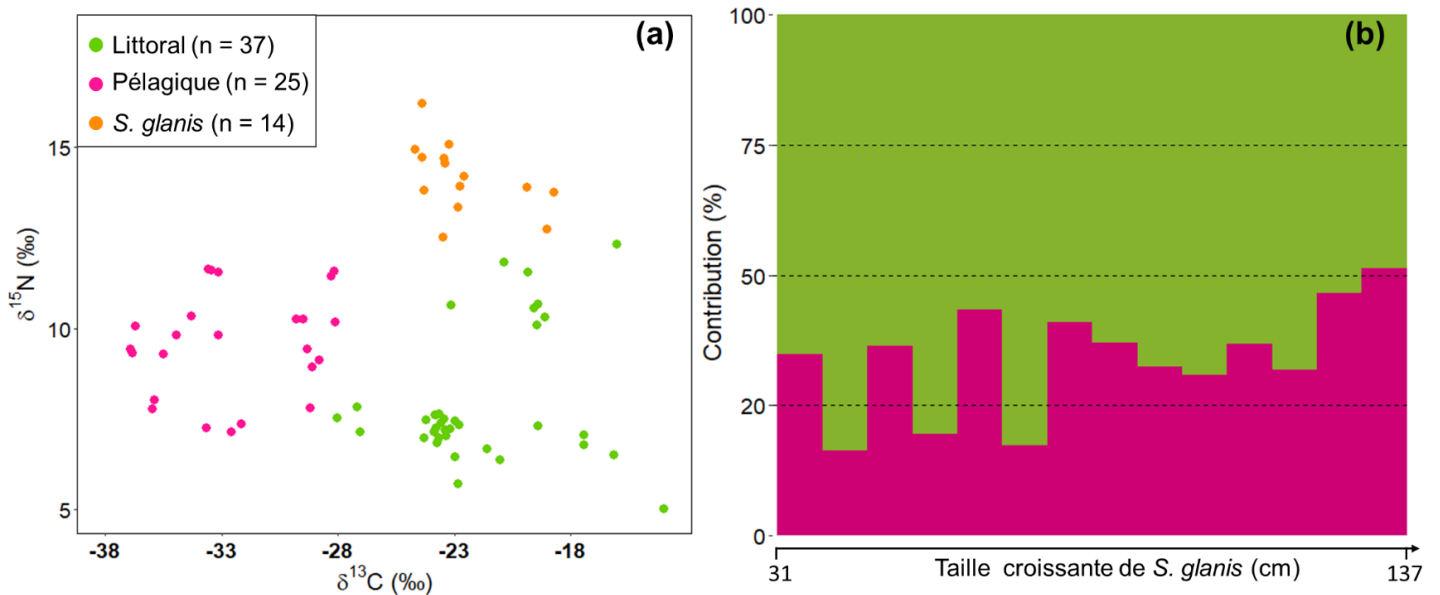 (a)
Littoral (n = 37)
Pélagique (n = 25)
S. glanis (n = 14)
15
10
5
δ15N (‰)
-38 -33 -28 -23 -18
δ13C (‰)
(b)
100
75
50
20
0
Contribution (%)
31 Taille croissante de S. glanis (cm) 137